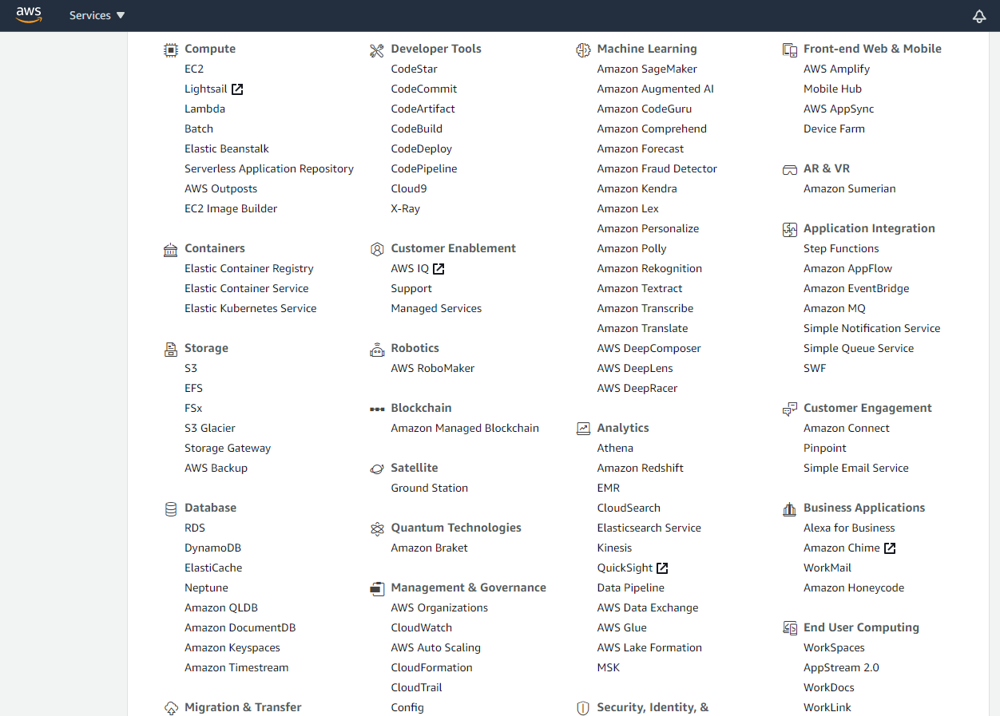 aws
Services
Compute
EC2
Lightsail
Lambda
Batch
Elastic Beanstalk
Serverless Application Repository
AWS Outposts
EC2 Image Builder
Containers
Elastic Container Registry
Elastic Container Service
Elastic Kubernetes Service
Storage
S3
EFS
FSx
S3 Glacier
Storage Gateway
AWS Backup
Database
RDS
DynamoDB
ElastiCache
Neptune
Amazon QLDB
Amazon DocumentDB
Amazon Keyspaces
Amazon Timestream
Migration & Transfer
Developer Tools
CodeStar
CodeCommit
CodeArtifact
CodeBuild
CodeDeploy
CodePipeline
Cloud9
X-Ray
Customer Enablement
AWS IQ
Support
Managed Services
Robotics
AWS RoboMaker
Blockchain
Amazon Managed Blockchain
Satellite
Ground Station
Quantum Technologies
Amazon Braket
Management & Governance
AWS Organizations
CloudWatch
AWS Auto Scaling
CloudFormation
CloudTrail
Config
Machine Learning
Amazon SageMaker
Amazon Augmented AI
Amazon CodeGuru
Amazon Comprehend
Amazon Forecast
Amazon Fraud Detector
Amazon Kendra
Amazon Lex
Amazon Personalize
Amazon Polly
Amazon Rekognition
Amazon Textract
Amazon Transcribe
Amazon Translate
AWS DeepComposer
AWS DeepLens
AWS DeepRacer
Analytics
Athena
Amazon Redshift
EMR
CloudSearch
Elasticsearch Service
Kinesis
QuickSight
Data Pipeline
AWS Data Exchange
AWS Glue
AWS Lake Formation
MSK
Security, Identity, &
Front-end Web & Mobile
AWS Amplify
Mobile Hub
AWS AppSync
Device Farm
AR & VR
Amazon Sumerian
Application Integration
Step Functions
Amazon AppFlow
Amazon EventBridge
Amazon MQ
Simple Notification Service
Simple Queue Service
SWF
Customer Engagement
Amazon Connect
Pinpoint
Simple Email Service
Business Applications
Alexa for Business
Amazon Chime
WorkMail
Amazon Honeycode
End User Computing
WorkSpaces
AppStream 2.0
WorkDocs
WorkLink